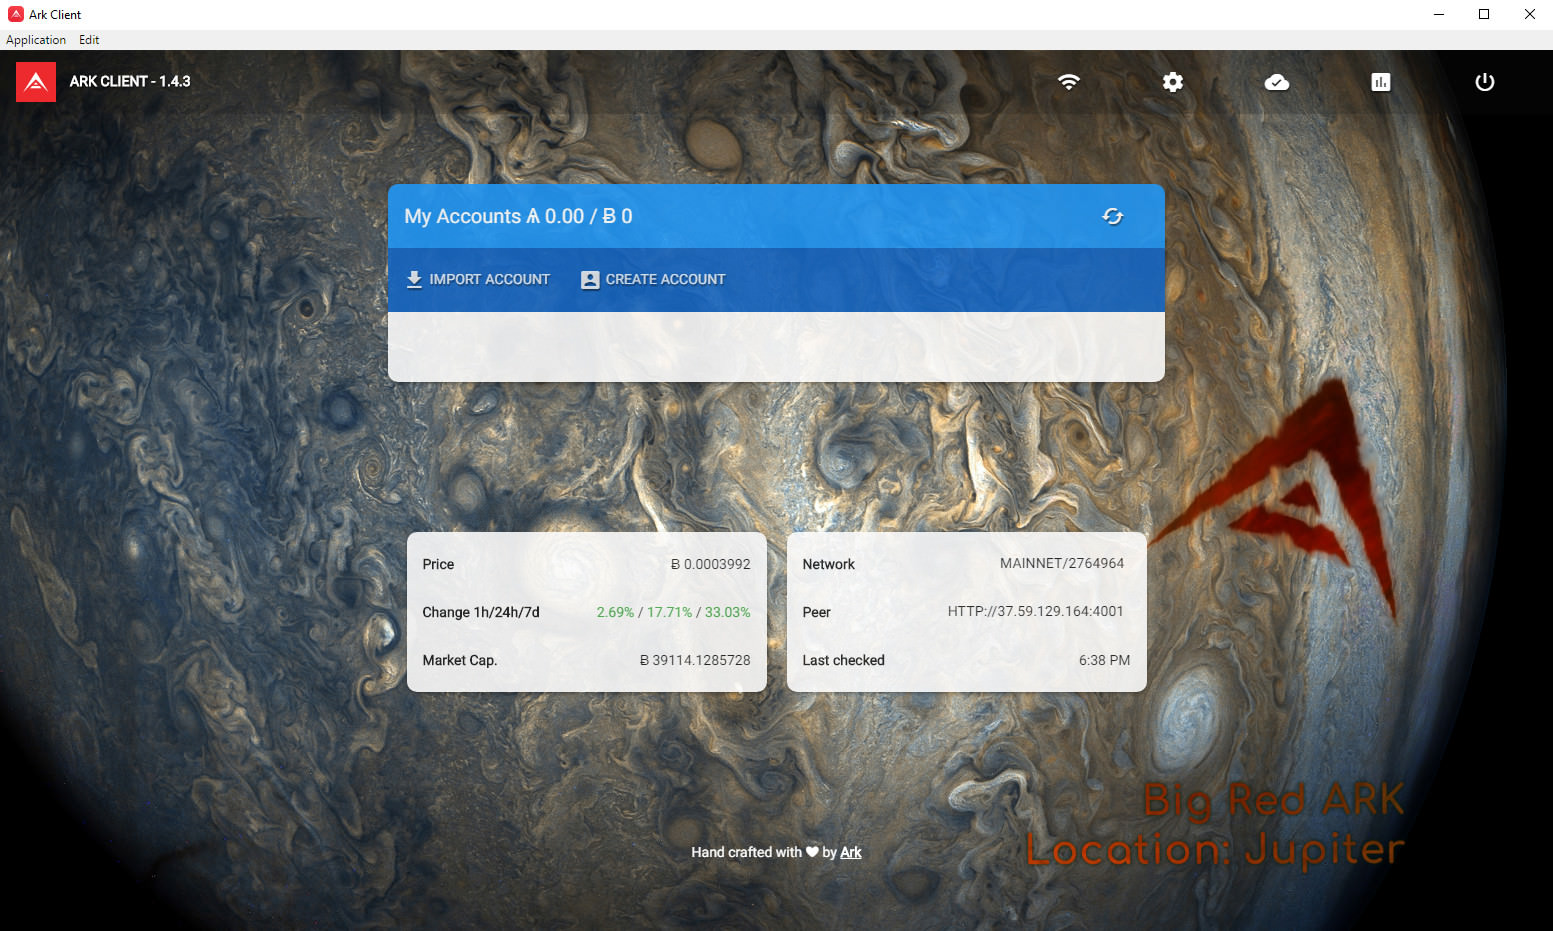 Ark Client
Application Edit
ARK CLIENT - 1.4.3
My Accounts Ѧ 0.00 / Ƀ 0
IMPORT ACCOUNT CREATE ACCOUNT
Price Ƀ 0.0003992
Change 1h/24h/7d 2.69% / 17.71% / 33.03%
Market Cap. Ƀ 39114.1285728
Network MAINNET/2764964
Peer HTTP://37.59.129.164:4001
Last checked 6:38 PM
Big Red ARK
Location: Jupiter
Hand crafted with ♥ by Ark